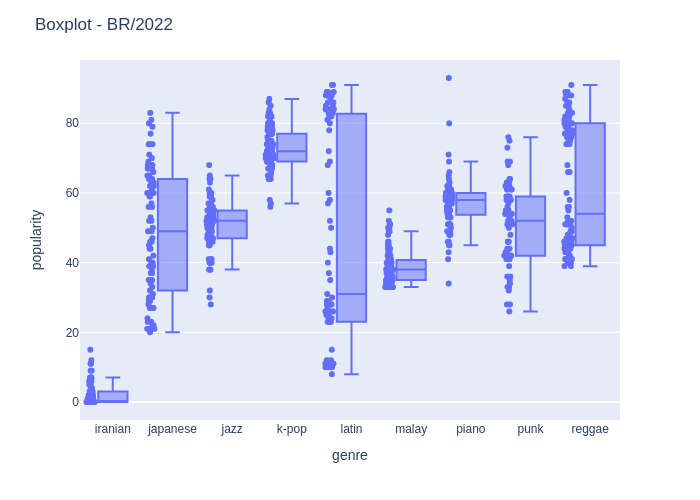 Boxplot - BR/2022
popularity
80
60
40
20
0
iranian japanese jazz k-pop latin malay piano punk reggae
genre